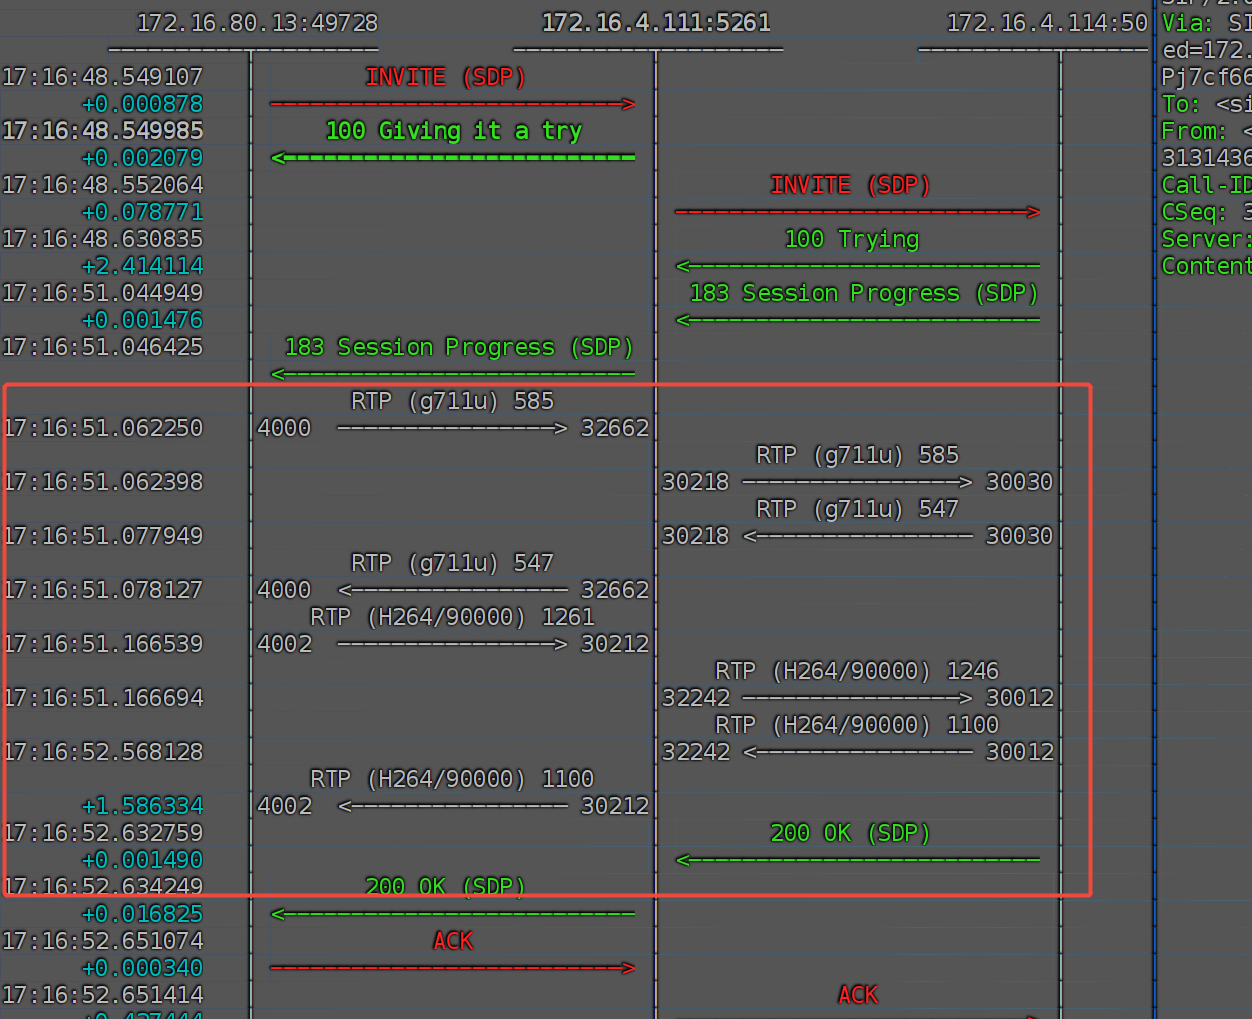 172.16.80.13:49728 172.16.4.111:5261 172.16.4.114:50
17:16:48.549107 INVITE (SDP)
+0.000878
17:16:48.549985 100 Giving it a try
+0.002079
17:16:48.552064 INVITE (SDP)
+0.078771
17:16:48.630835 100 Trying
+2.414114
17:16:51.044949 183 Session Progress (SDP)
+0.001476
17:16:51.046425 183 Session Progress (SDP)
RTP (g711u) 585
17:16:51.062250 4000 ────────────────> 32662
RTP (g711u) 585
17:16:51.062398 30218 ────────────────> 30030
RTP (g711u) 547
17:16:51.077949 30218 <──────────────── 30030
RTP (g711u) 547
17:16:51.078127 4000 <──────────────── 32662
RTP (H264/90000) 1261
17:16:51.166539 4002 ────────────────> 30212
RTP (H264/90000) 1246
17:16:51.166694 32242 ────────────────> 30012
RTP (H264/90000) 1100
17:16:52.568128 32242 <──────────────── 30012
RTP (H264/90000) 1100
+1.586334 4002 <──────────────── 30212
17:16:52.632759 200 OK (SDP)
+0.001490
17:16:52.634249 200 OK (SDP)
+0.016825
17:16:52.651074 ACK
+0.000340
17:16:52.651414 ACK
Via: SI
ed=172.
Pj7cf66
To: <si
From: <
3131436
Call-ID
CSeq: 3
Server:
Content